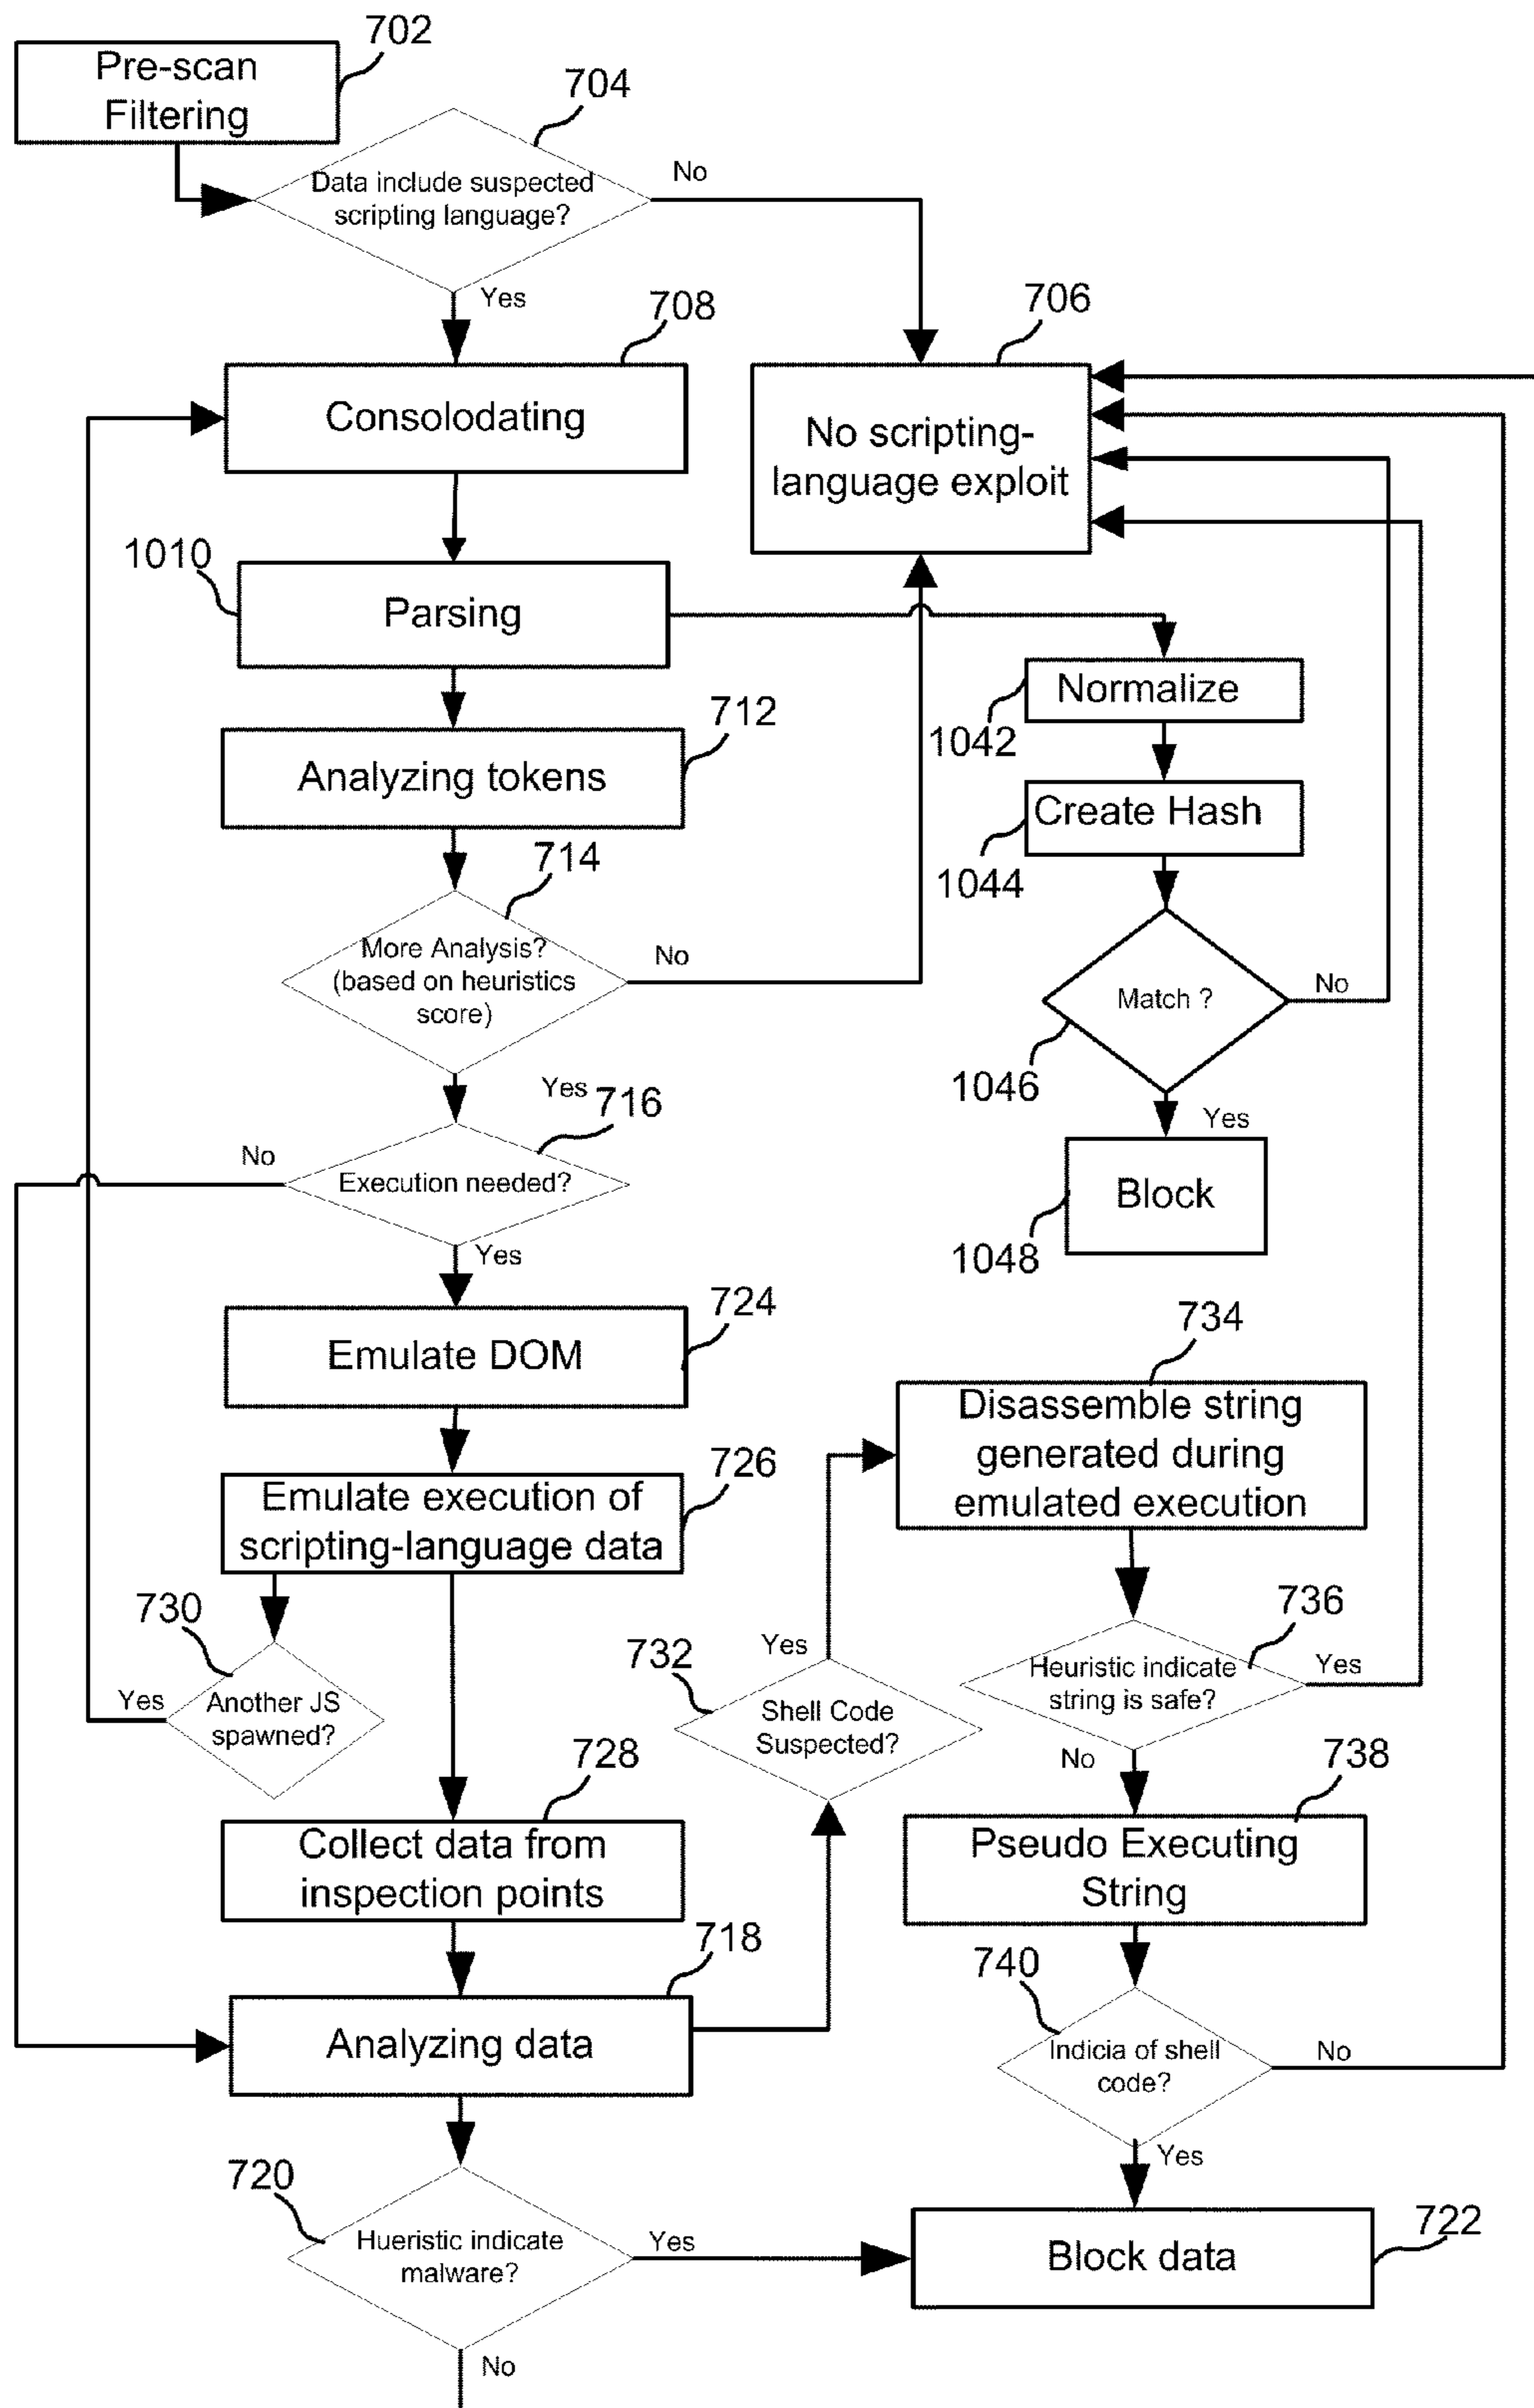 702
Pre-scan
Filtering
704
Data include suspected
scripting language?
No
Yes
708
Consolodating
706
No scripting-
language exploit
1010
Parsing
Normalize
1042
712
Analyzing tokens
Create Hash
1044
714
More Analysis?
(based on heuristics
score)
No
Yes
Match ?
No
1046
Yes
Block
1048
716
Execution needed?
No
Yes
724
Emulate DOM
726
Emulate execution of
scripting-language data
730
Another JS
spawned?
Yes
728
Collect data from
inspection points
718
Analyzing data
732
Shell Code
Suspected?
Yes
734
Disassemble string
generated during
emulated execution
736
Heuristic indicate
string is safe?
Yes
No
738
Pseudo Executing
String
740
Indicia of shell
code?
No
Yes
720
Hueristic indicate
malware?
Yes
No
722
Block data